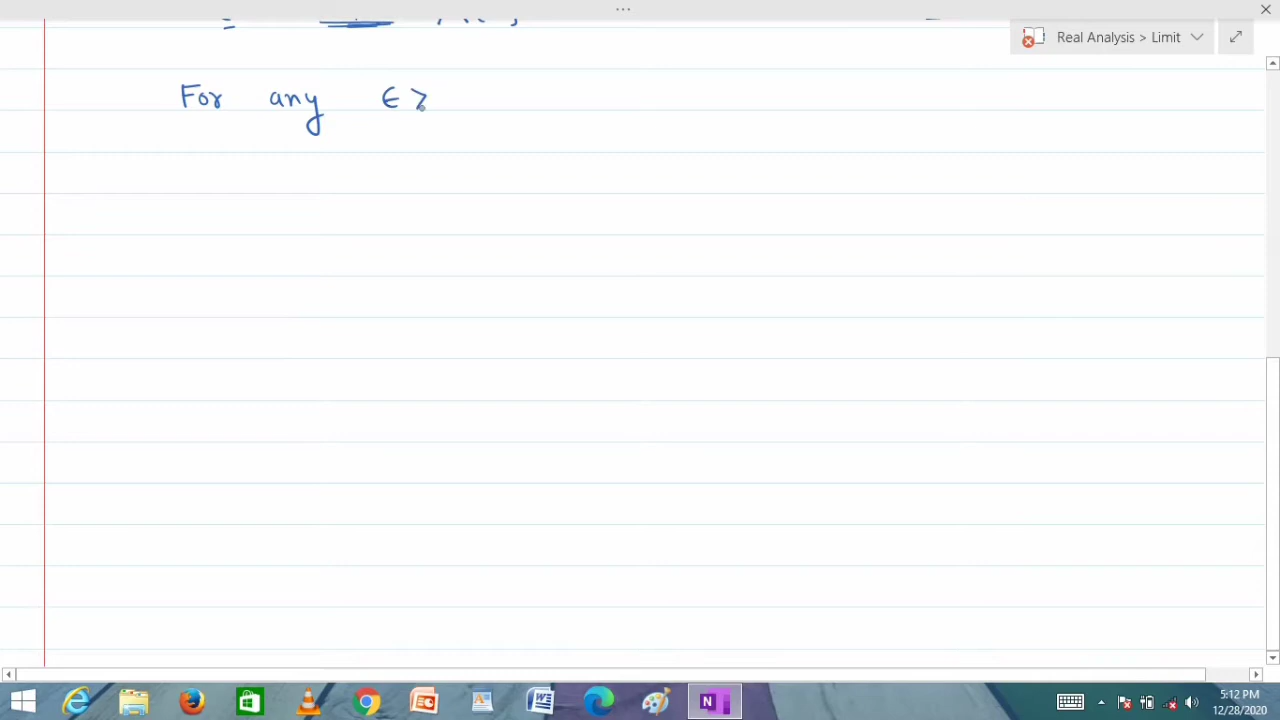 Real Analysis > Limit
For any ϵ >
5:12 PM
12/28/2020